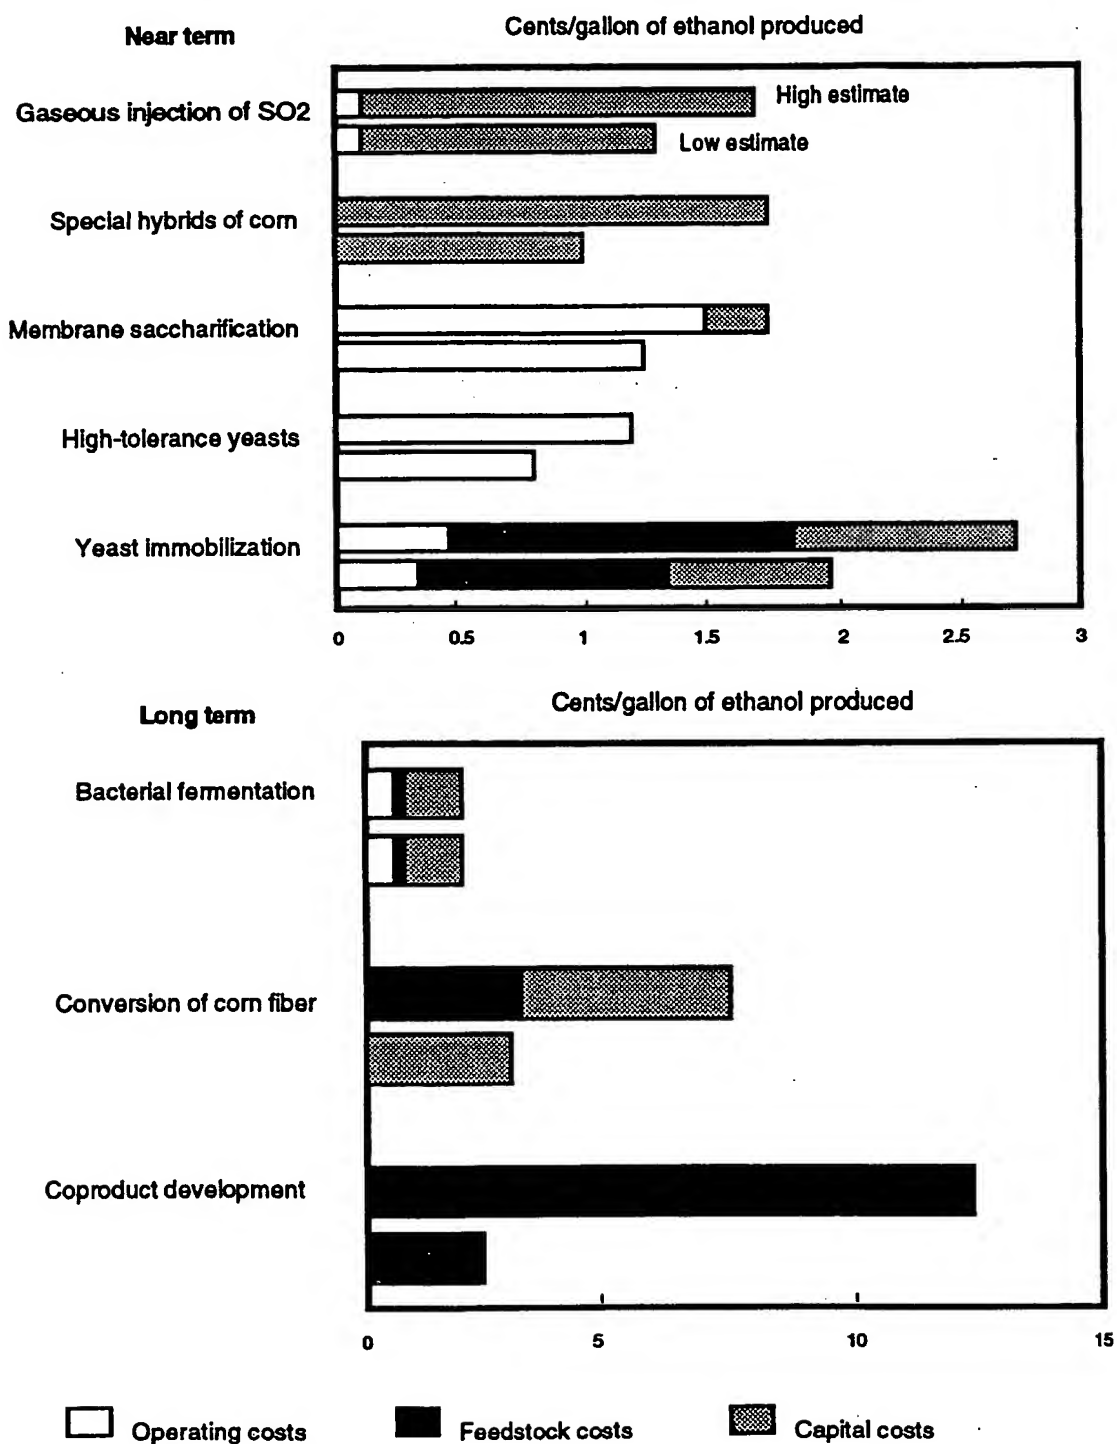 Near term
Cents/gallon of ethanol produced
Gaseous injection of SO2
High estimate
Low estimate
Special hybrids of corn
Membrane saccharification
High-tolerance yeasts
Yeast immobilization
0 0.5 1 1.5 2 2.5 3
Long term
Cents/gallon of ethanol produced
Bacterial fermentation
Conversion of corn fiber
Coproduct development
0 5 10 15
Operating costs Feedstock costs Capital costs